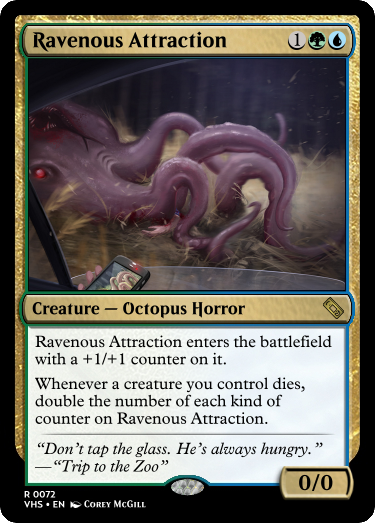 Ravenous Attraction 1
Creature — Octopus Horror
Ravenous Attraction enters the battlefield
with a +1/+1 counter on it.
Whenever a creature you control dies,
double the number of each kind of
counter on Ravenous Attraction.
“Don’t tap the glass. He’s always hungry.”
—“Trip to the Zoo”
0/0
R 0072
VHS • EN Corey McGill